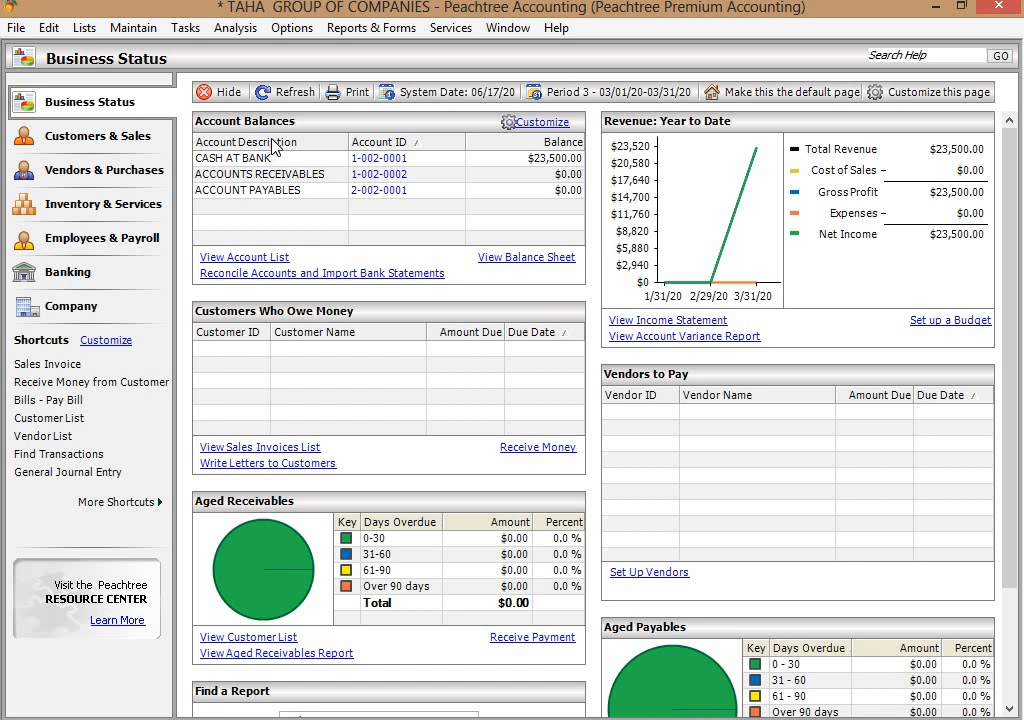 * TAHA GROUP OF COMPANIES - Peachtree Accounting (Peachtree Premium Accounting)
File Edit Lists Maintain Tasks Analysis Options Reports & Forms Services Window Help
Business Status
Search Help GO
Business Status
Customers & Sales
Vendors & Purchases
Inventory & Services
Employees & Payroll
Banking
Company
Shortcuts Customize
Sales Invoice
Receive Money from Customer
Bills - Pay Bill
Customer List
Vendor List
Find Transactions
General Journal Entry
More Shortcuts
Visit the Peachtree
RESOURCE CENTER
Learn More
Hide Refresh Print System Date: 06/17/20 Period 3 - 03/01/20-03/31/20 Make this the default page Customize this page
Account Balances Customize
Account Description Account ID Balance
CASH AT BANK 1-002-0001 $23,500.00
ACCOUNTS RECEIVABLES 1-002-0002 $0.00
ACCOUNT PAYABLES 2-002-0001 $0.00
View Account List View Balance Sheet
Reconcile Accounts and Import Bank Statements
Customers Who Owe Money
Customer ID Customer Name Amount Due Due Date
View Sales Invoices List Receive Money
Write Letters to Customers
Aged Receivables
Key Days Overdue Amount Percent
0-30 $0.00 0.0 %
31-60 $0.00 0.0 %
61-90 $0.00 0.0 %
Over 90 days $0.00 0.0 %
Total $0.00
View Customer List Receive Payment
View Aged Receivables Report
Find a Report
Revenue: Year to Date
$23,520
$20,580
$17,640
$14,700
$11,760
$8,820
$5,880
$2,940
$0
1/31/20 2/29/20 3/31/20
Total Revenue $23,500.00
Cost of Sales - $0.00
Gross Profit $23,500.00
Expenses - $0.00
Net Income $23,500.00
View Income Statement Set up a Budget
View Account Variance Report
Vendors to Pay
Vendor ID Vendor Name Amount Due Due Date
Set Up Vendors
Aged Payables
Key Days Overdue Amount Percent
0 - 30 $0.00 0.0 %
31 - 60 $0.00 0.0 %
61 - 90 $0.00 0.0 %
Over 90 days $0.00 0.0 %